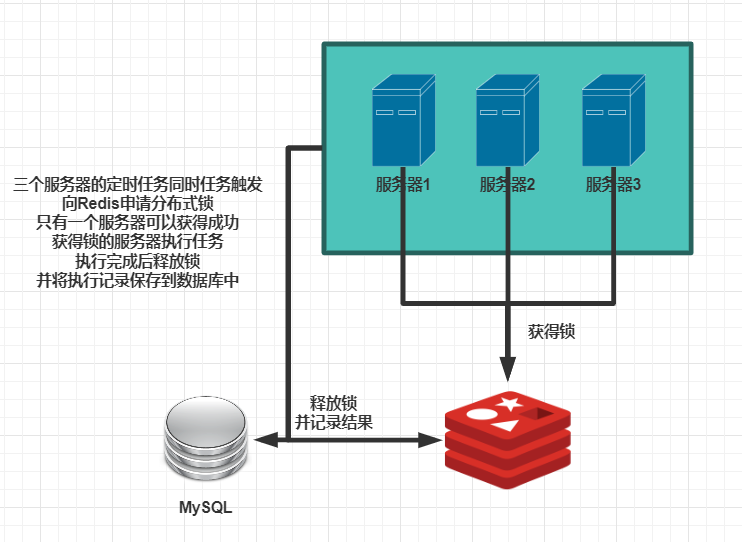 服务器1
服务器2
服务器3
三个服务器的定时任务同时任务触发
向Redis申请分布式锁
只有一个服务器可以获得成功
获得锁的服务器执行任务
执行完成后释放锁
并将执行记录保存到数据库中
获得锁
释放锁
并记录结果
MySQL